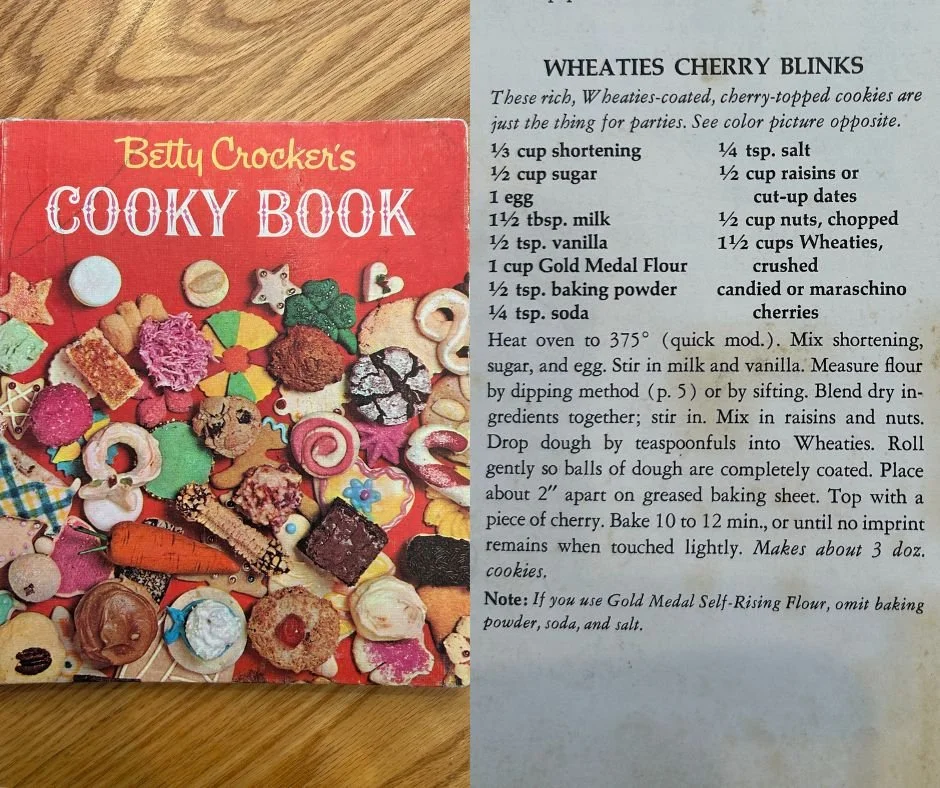 Betty Crocker's
COOKY BOOK
WHEATIES CHERRY BLINKS
These rich, Wheaties-coated, cherry-topped cookies are
just the thing for parties. See color picture opposite.
⅓ cup shortening
½ cup sugar
1 egg
1½ tbsp. milk
½ tsp. vanilla
1 cup Gold Medal Flour
½ tsp. baking powder
¼ tsp. soda
¼ tsp. salt
½ cup raisins or
cut-up dates
½ cup nuts, chopped
1½ cups Wheaties,
crushed
candied or maraschino
cherries
Heat oven to 375° (quick mod.). Mix shortening,
sugar, and egg. Stir in milk and vanilla. Measure flour
by dipping method (p. 5) or by sifting. Blend dry in-
gredients together; stir in. Mix in raisins and nuts.
Drop dough by teaspoonfuls into Wheaties. Roll
gently so balls of dough are completely coated. Place
about 2″ apart on greased baking sheet. Top with a
piece of cherry. Bake 10 to 12 min., or until no imprint
remains when touched lightly. Makes about 3 doz.
cookies.
Note: If you use Gold Medal Self-Rising Flour, omit baking
powder, soda, and salt.